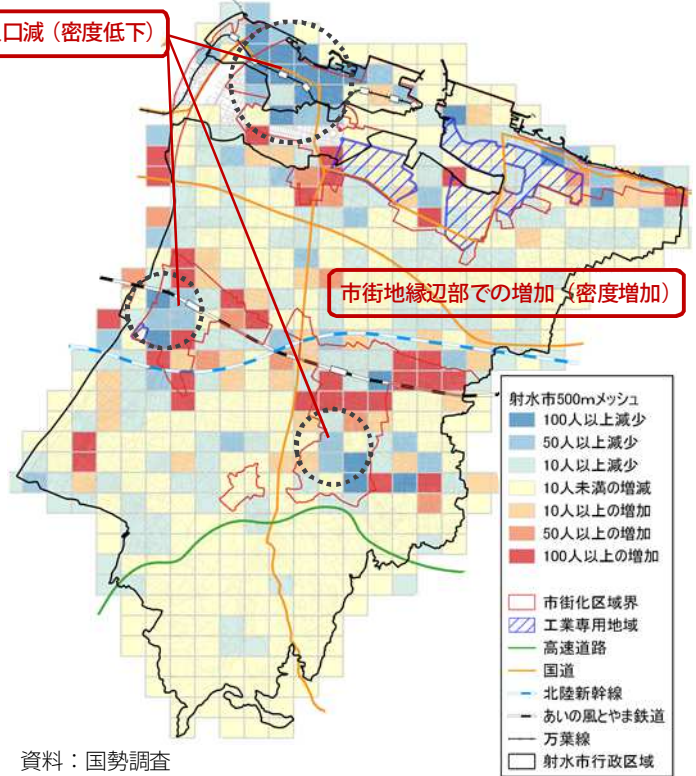 口減（密度低下）
市街地縁辺部での増加（密度増加）
射水市500mメッシュ
100人以上減少
50人以上減少
10人以上減少
10人未満の増減
10人以上の増加
50人以上の増加
100人以上の増加
市街化区域界
工業専用地域
高速道路
国道
北陸新幹線
あいの風とやま鉄道
万葉線
射水市行政区域
資料：国勢調査